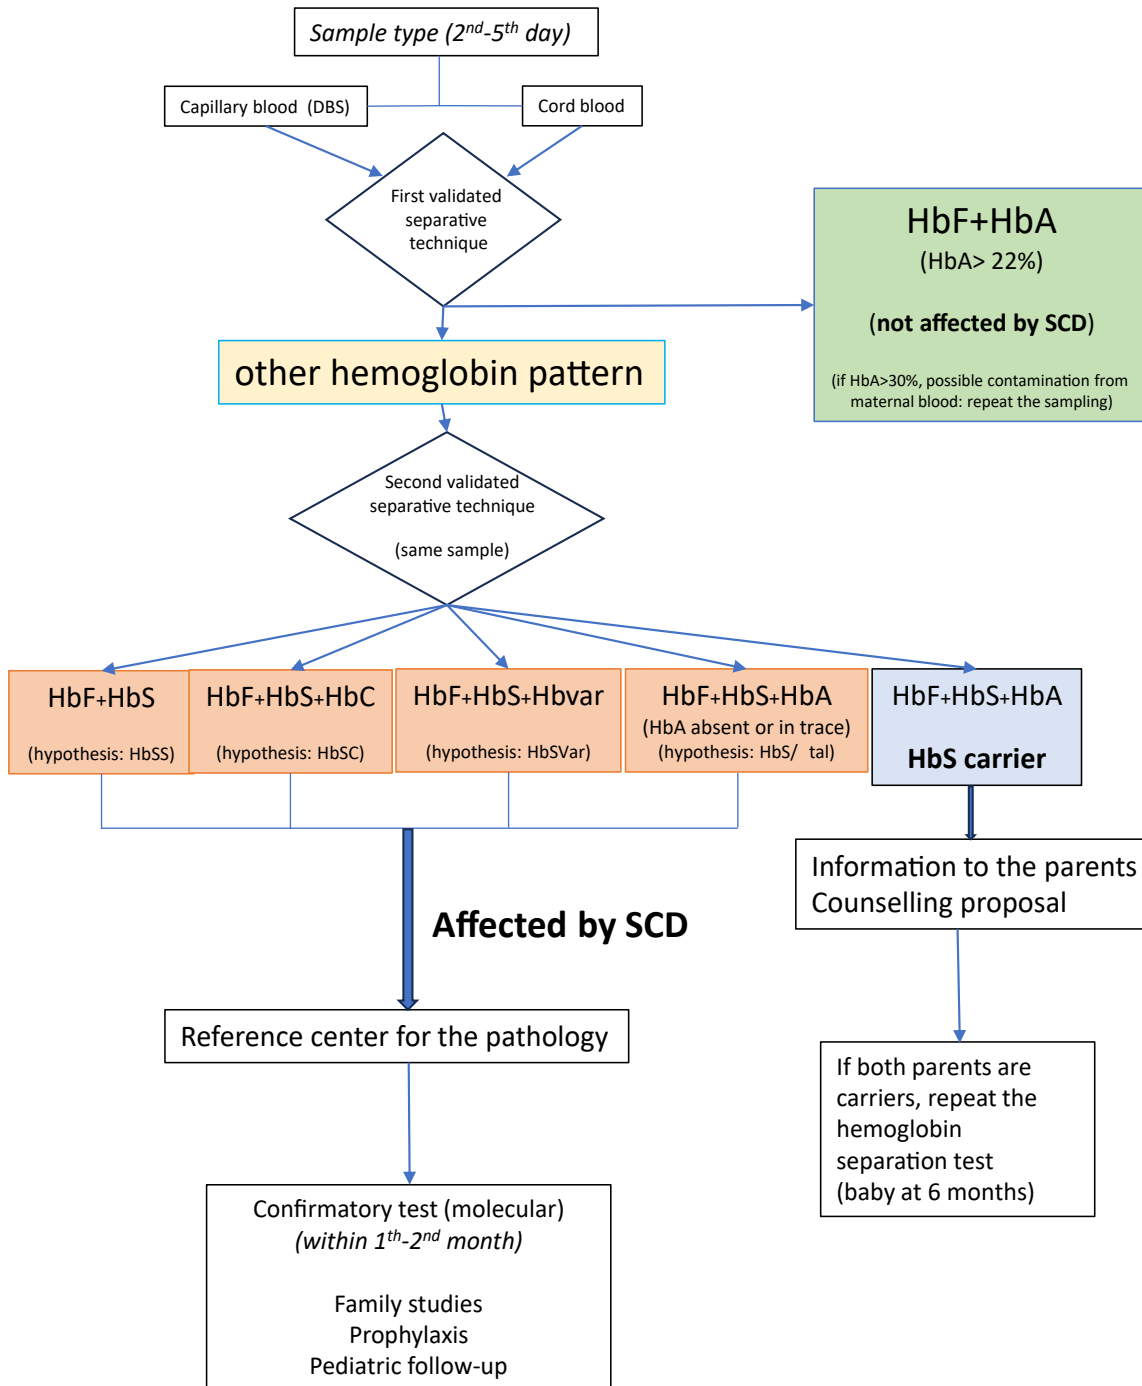 Sample type (2nd-5th day)
Capillary blood (DBS)
Cord blood
First validated
separative
technique
HbF+HbA
(HbA> 22%)
(not affected by SCD)
(if HbA>30%, possible contamination from
maternal blood: repeat the sampling)
other hemoglobin pattern
Second validated
separative technique
(same sample)
HbF+HbS
(hypothesis: HbSS)
HbF+HbS+HbC
(hypothesis: HbSC)
HbF+HbS+Hbvar
(hypothesis: HbSVar)
HbF+HbS+HbA
(HbA absent or in trace)
(hypothesis: HbS/ tal)
HbF+HbS+HbA
HbS carrier
Information to the parents
Counselling proposal
Affected by SCD
Reference center for the pathology
If both parents are
carriers, repeat the
hemoglobin
separation test
(baby at 6 months)
Confirmatory test (molecular)
(within 1th-2nd month)
Family studies
Prophylaxis
Pediatric follow-up